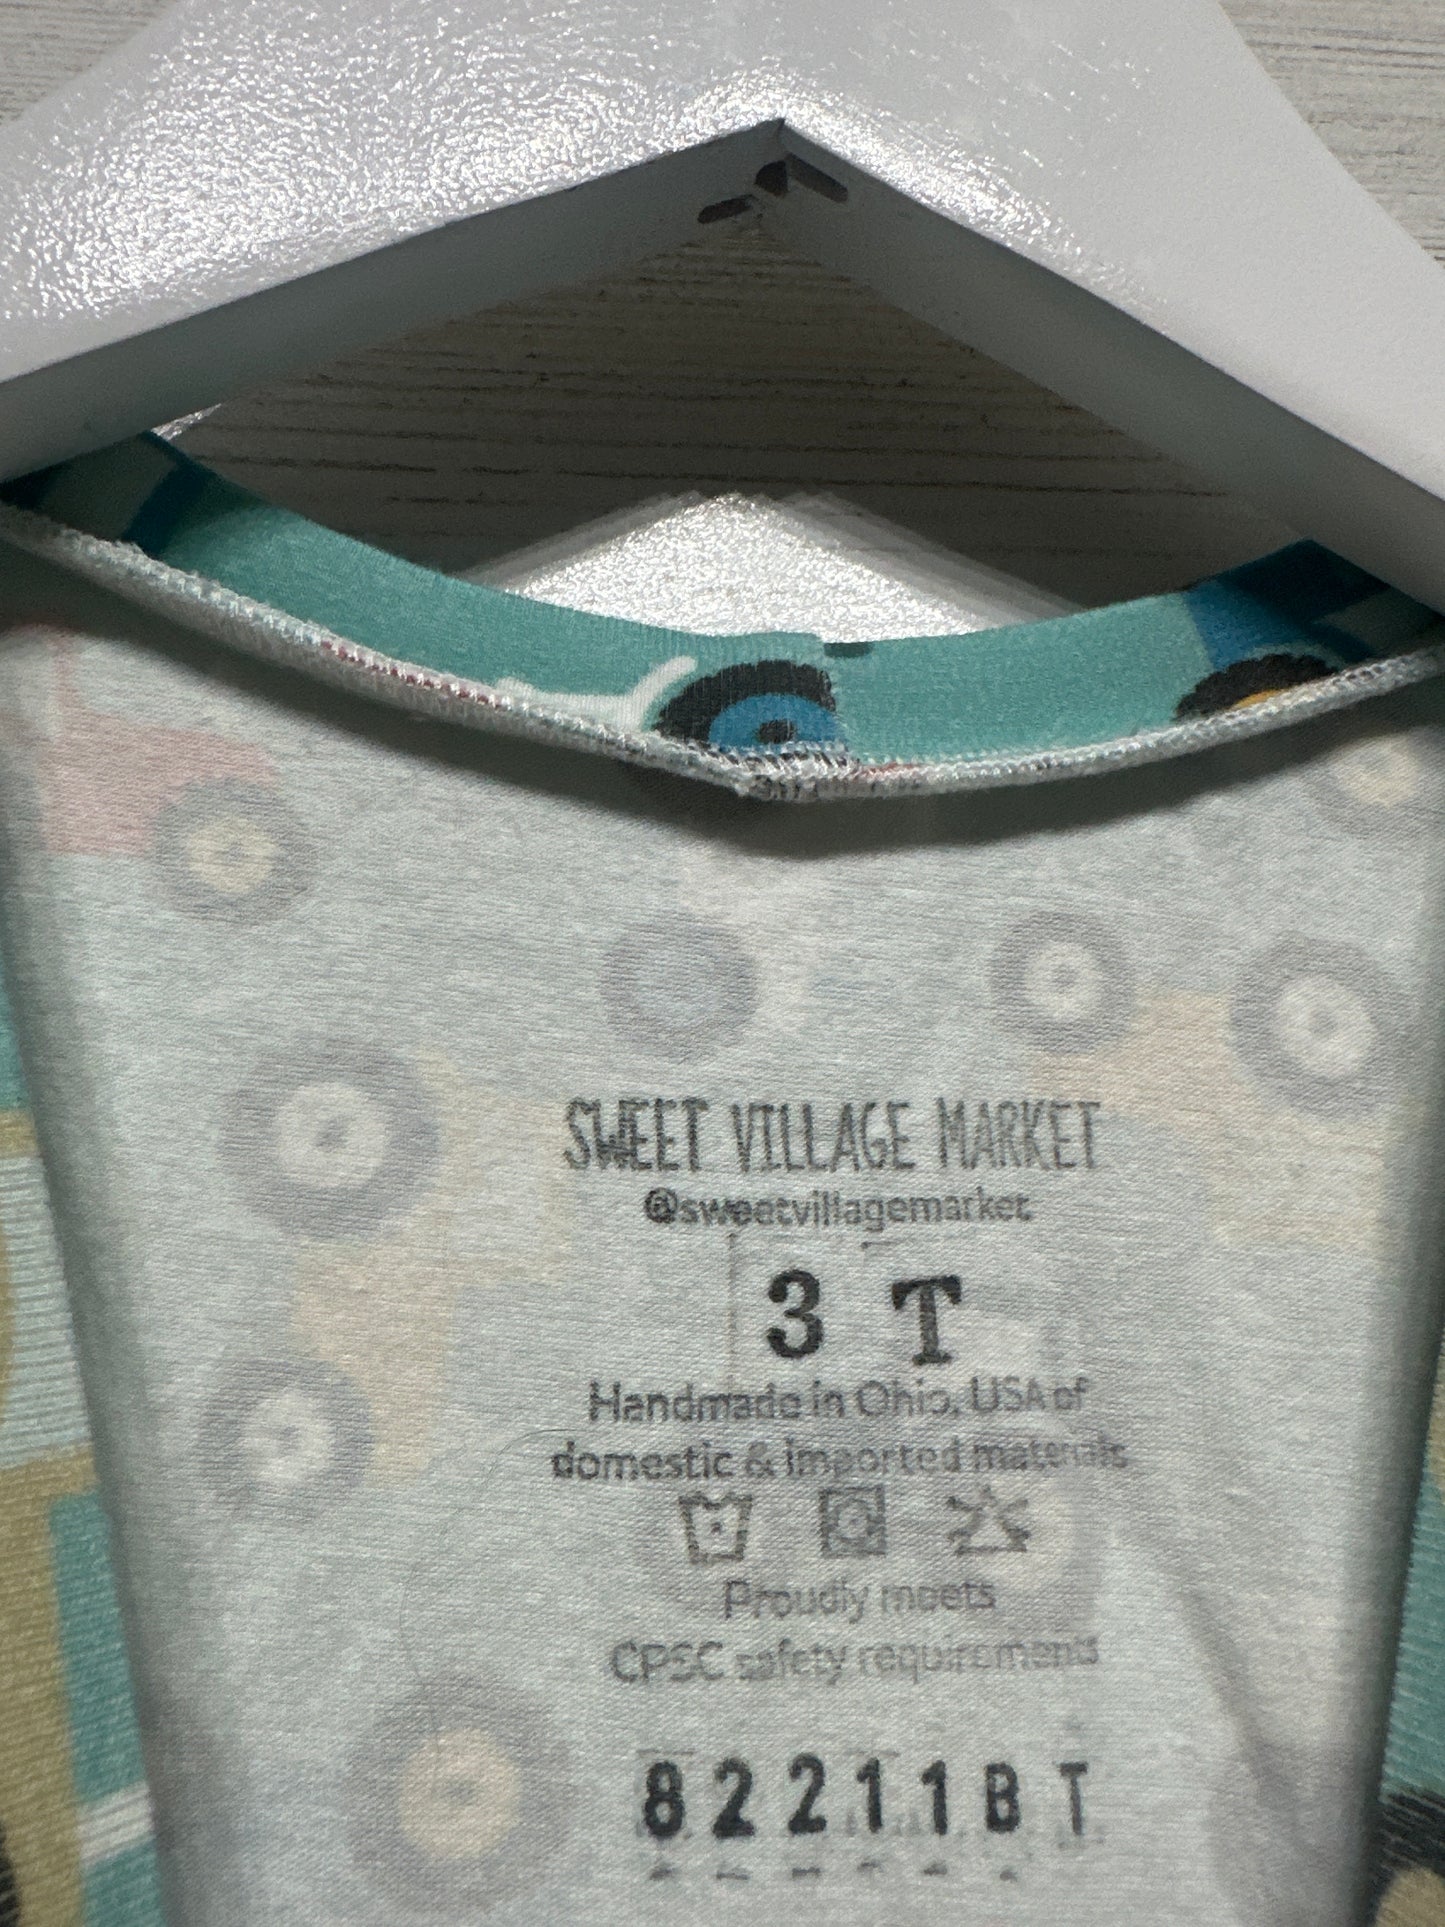 SWEET VILLAGE MARKET
@sweetvillagemarket
3 T
Handmade in Ohio, USA of
domestic & imported materials
Proudly meets
CPSC safety requirements
82211BT